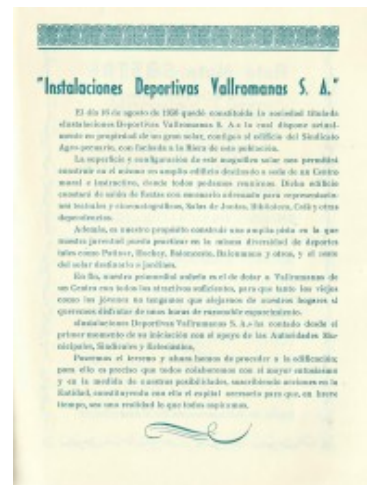 "Instalaciones Deportivas Vallromanas S. A."
El día 16 de agosto de 1956 quedó constituida la sociedad titulada
«Instalaciones Deportivas Vallromanas S. A.» la cual dispone actual-
mente en propiedad de un gran solar, contiguo al edificio del Sindicato
Agro-pecuario, con fachada a la Riera de esta población.
La superficie y configuración de este magnífico solar nos permitirá
construir en el mismo un amplio edificio destinado a sede de un Centro
moral e instructivo, donde todos podamos reunirnos. Dicho edificio
constará de salón de fiestas con escenario adecuado para representacio-
nes teatrales y cinematográficas, Salas de Juntas, Biblioteca, Café y otras
dependencias.
Además, es nuestro propósito construir una amplia pista en la que
nuestra juventud pueda practicar en la misma diversidad de deportes
tales como Patines, Hockey, Baloncesto, Balonmano y otros, y el resto
del solar destinarlo a jardines.
En fin, nuestro primordial anhelo es el de dotar a Vallromanas de
un Centro con todos los atractivos suficientes, para que tanto los viejos
como los jóvenes no tengamos que alejarnos de nuestros hogares si
queremos disfrutar de unas horas de razonable esparcimiento.
«Instalaciones Deportivas Vallromanas S. A.» ha contado desde el
primer momento de su iniciación con el apoyo de las Autoridades Mu-
nicipales, Sindicales y Eclesiástica.
Poseemos el terreno y ahora hemos de proceder a la edificación;
para ello es preciso que todos colaboremos con el mayor entusiasmo
y en la medida de nuestras posibilidades, suscribiendo acciones en la
Entidad, constituyendo con ello el capital necesario para que, en breve
tiempo, sea una realidad lo que todos aspiramos.